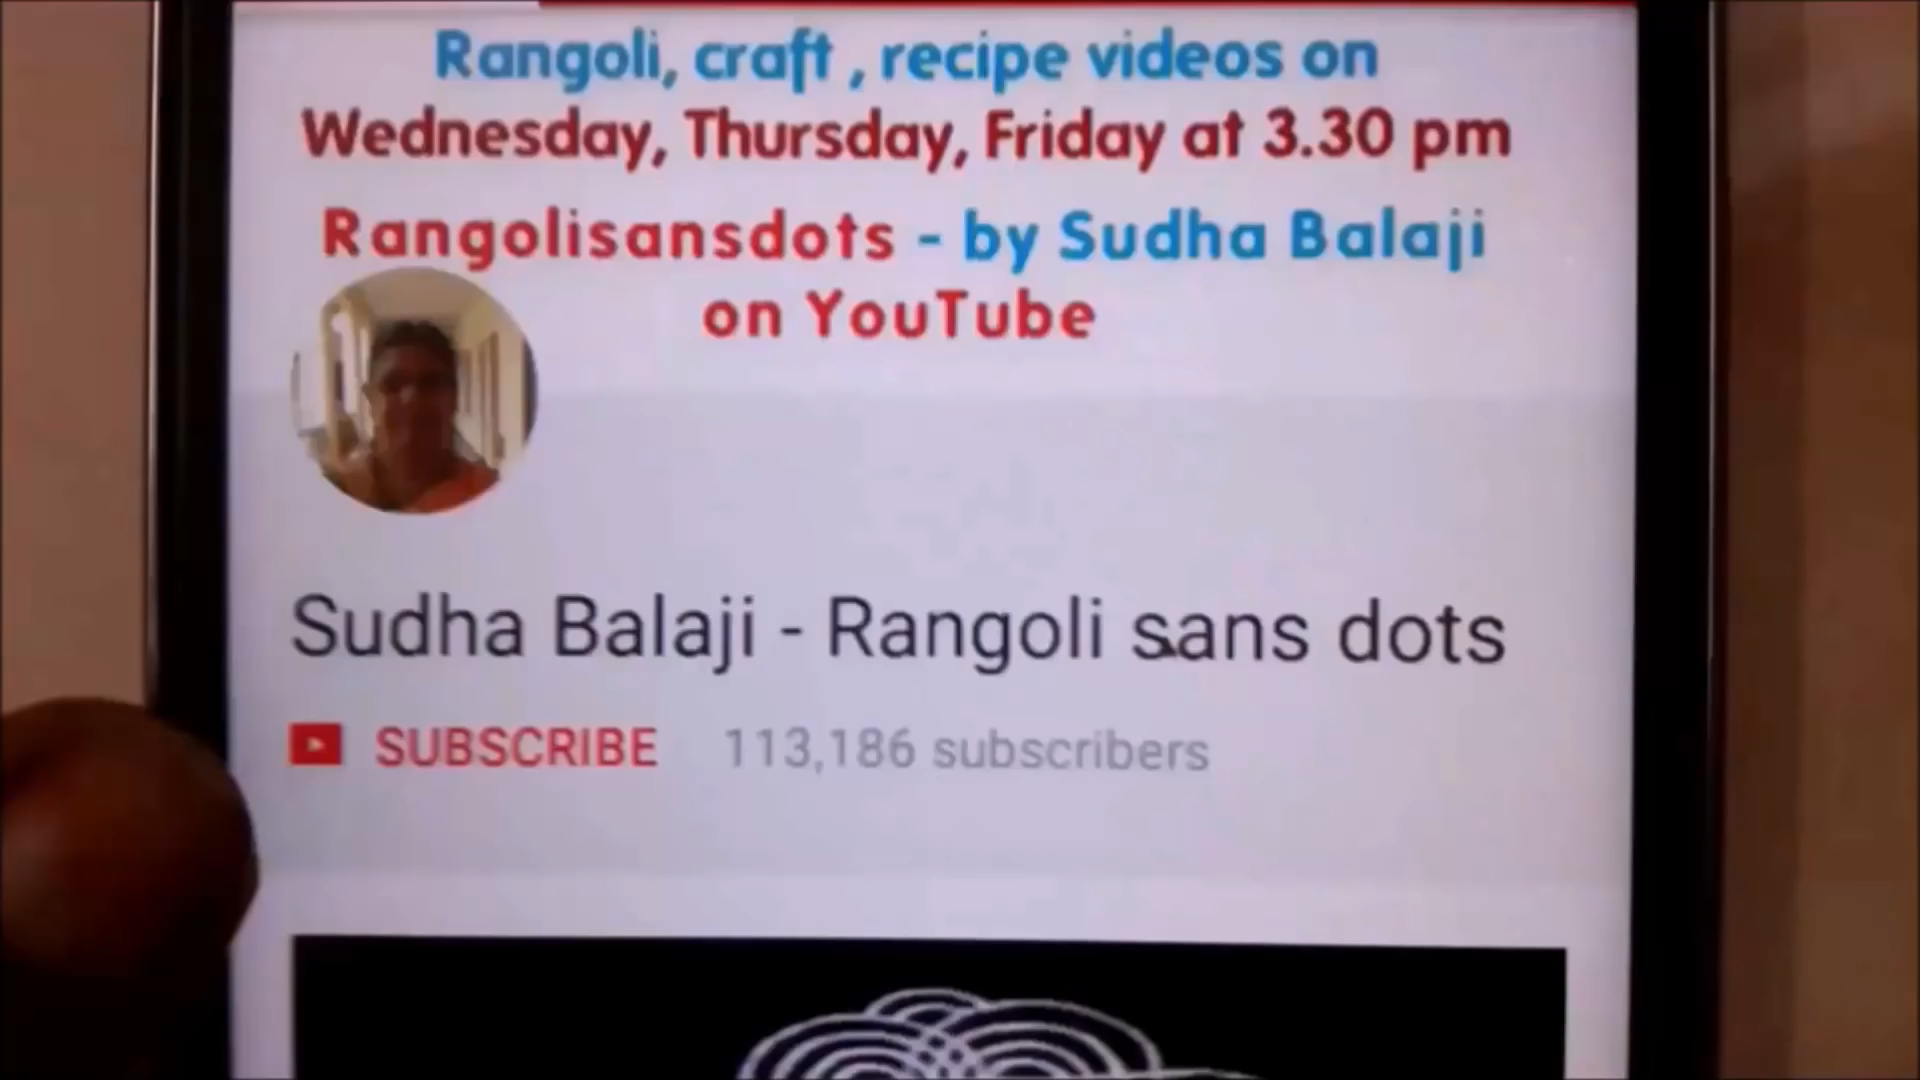 Rangoli, craft , recipe videos on
Wednesday, Thursday, Friday at 3.30 pm
Rangolisansdots - by Sudha Balaji
on YouTube
Sudha Balaji - Rangoli sans dots
SUBSCRIBE 113,186 subscribers